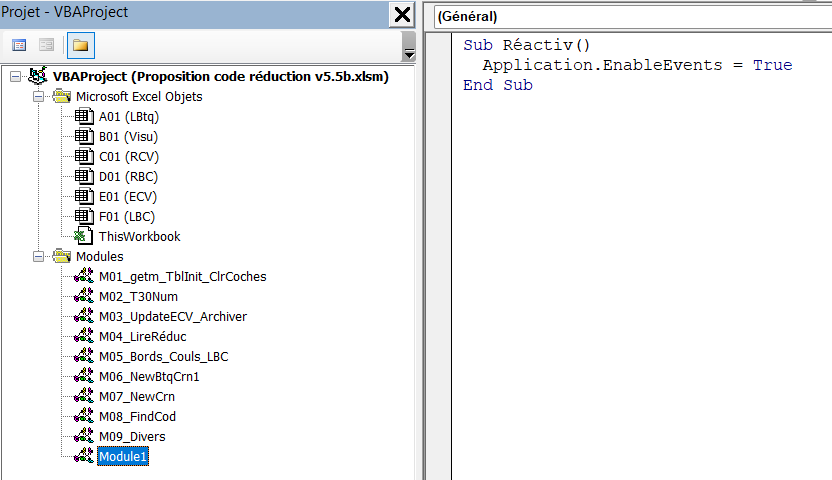 Projet - VBAProject
VBAProject (Proposition code réduction v5.5b.xlsm)
Microsoft Excel Objets
A01 (LBtq)
B01 (Visu)
C01 (RCV)
D01 (RBC)
E01 (ECV)
F01 (LBC)
ThisWorkbook
Modules
M01_getm_TblInit_ClrCoches
M02_T30Num
M03_UpdateECV_Archiver
M04_LireRéduc
M05_Bords_Couls_LBC
M06_NewBtqCrn1
M07_NewCrn
M08_FindCod
M09_Divers
Module1
(Général)
Sub Réactiv()
  Application.EnableEvents = True
End Sub